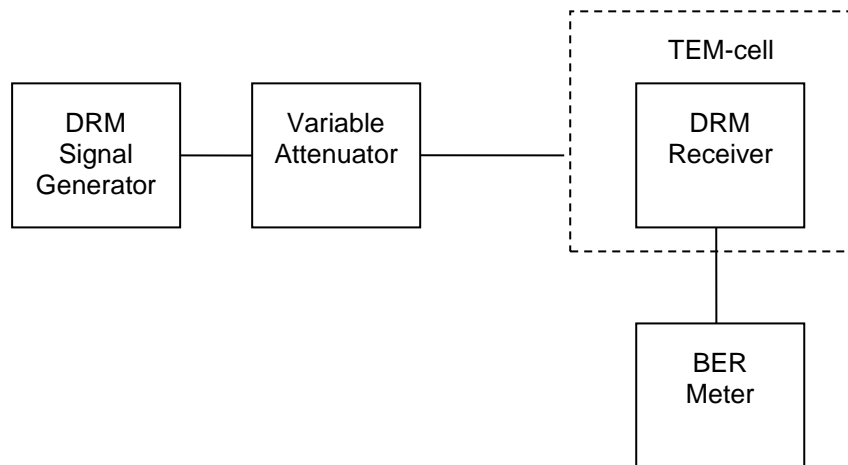 TEM-cell
DRM
Signal
Generator
Variable
Attenuator
DRM
Receiver
BER
Meter